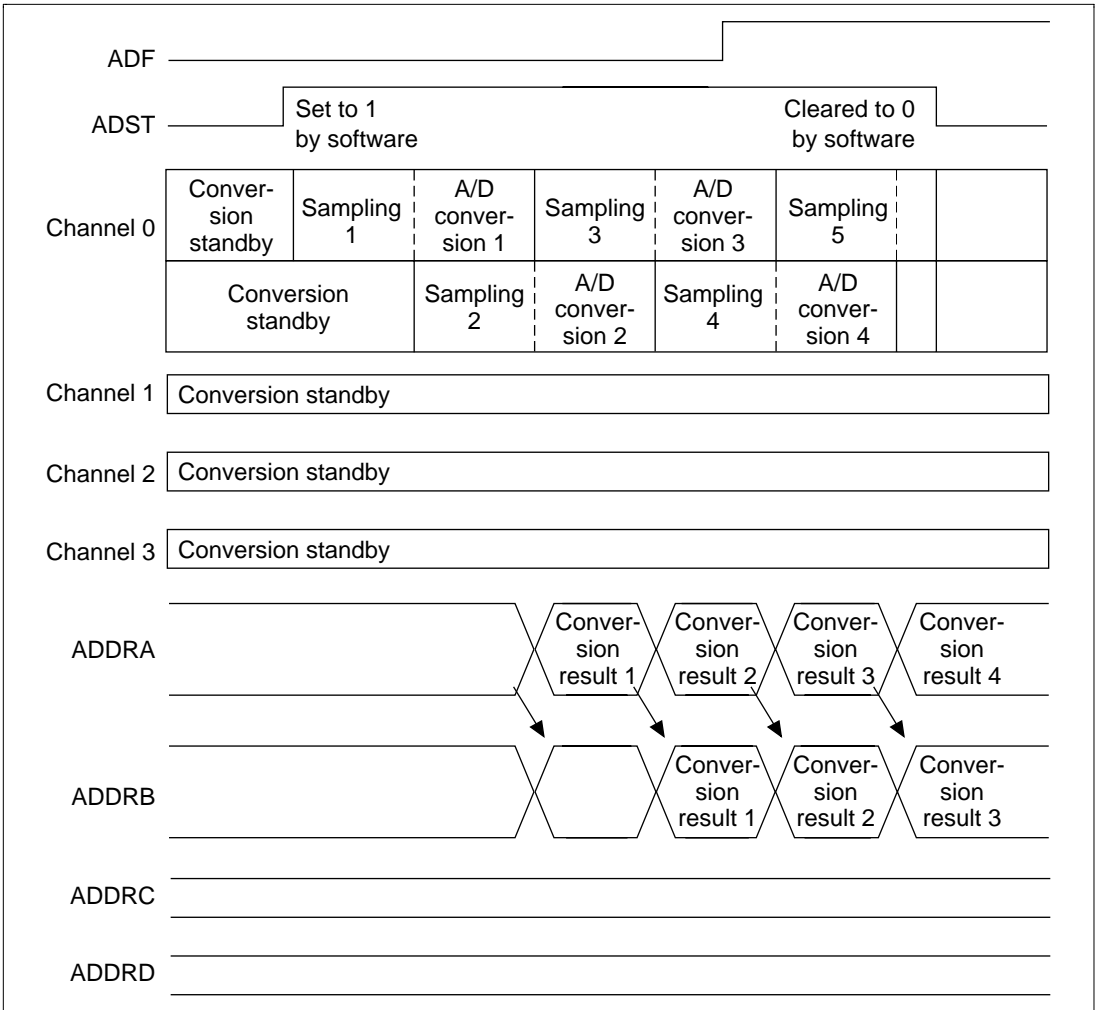 ADF
ADST
Set to 1
by software
Cleared to 0
by software
Channel 0
Conver-
sion
standby
Sampling
1
A/D
conver-
sion 1
Sampling
3
A/D
conver-
sion 3
Sampling
5
Conversion
standby
Sampling
2
A/D
conver-
sion 2
Sampling
4
A/D
conver-
sion 4
Channel 1
Conversion standby
Channel 2
Conversion standby
Channel 3
Conversion standby
ADDRA
Conver-
sion
result 1
Conver-
sion
result 2
Conver-
sion
result 3
Conver-
sion
result 4
ADDRB
Conver-
sion
result 1
Conver-
sion
result 2
Conver-
sion
result 3
ADDRC
ADDRD